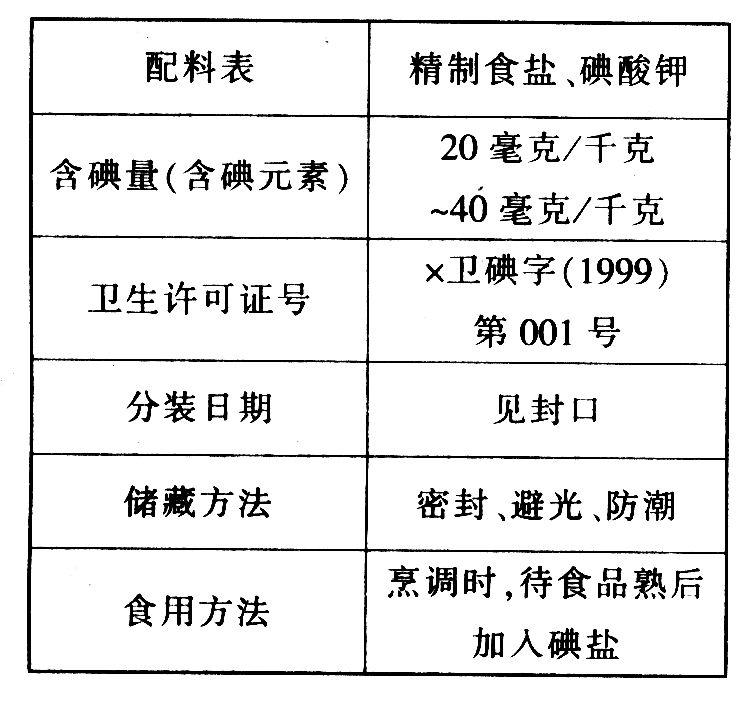 配料表
精制食盐、碘酸钾
含碘量(含碘元素)
20 毫克/千克
~40 毫克/千克
卫生许可证号
×卫碘字(1999)
第 001 号
分装日期
见封口
储藏方法
密封、避光、防潮
食用方法
烹调时,待食品熟后
加入碘盐